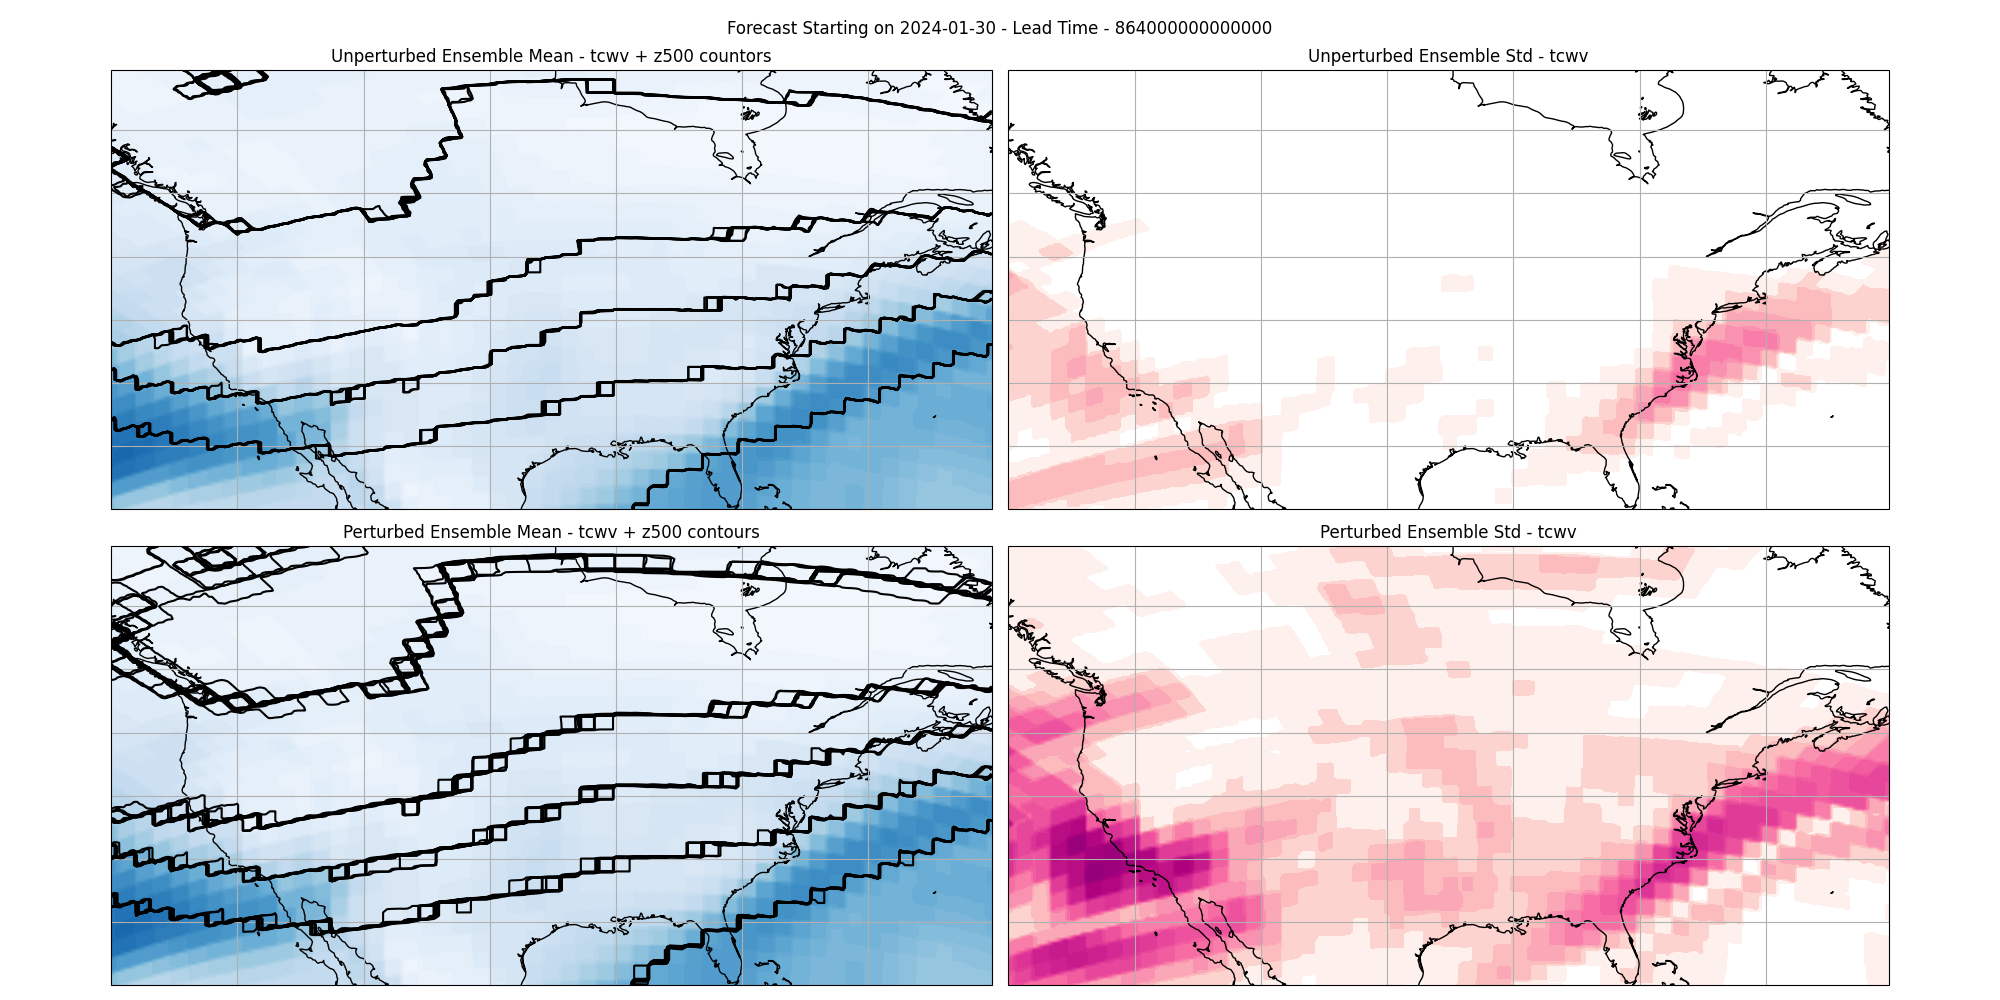 Forecast Starting on 2024-01-30 - Lead Time - 864000000000000
Unperturbed Ensemble Mean - tcwv + z500 countors
Unperturbed Ensemble Std - tcwv
Perturbed Ensemble Mean - tcwv + z500 contours
Perturbed Ensemble Std - tcwv